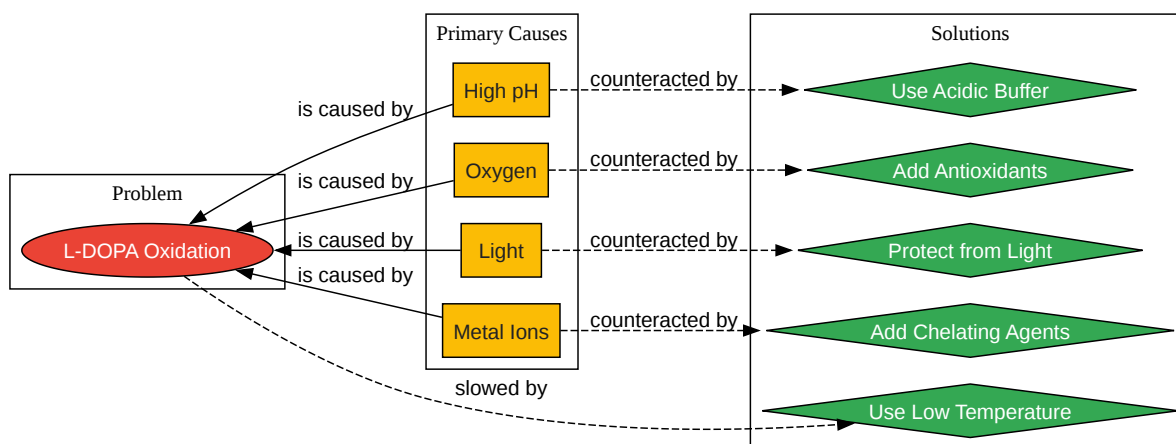 Primary Causes
Solutions
High pH
counteracted by
Use Acidic Buffer
is caused by
Oxygen
counteracted by
Add Antioxidants
is caused by
Problem
L-DOPA Oxidation
is caused by
Light
counteracted by
Protect from Light
is caused by
Metal Ions
counteracted by
Add Chelating Agents
slowed by
Use Low Temperature